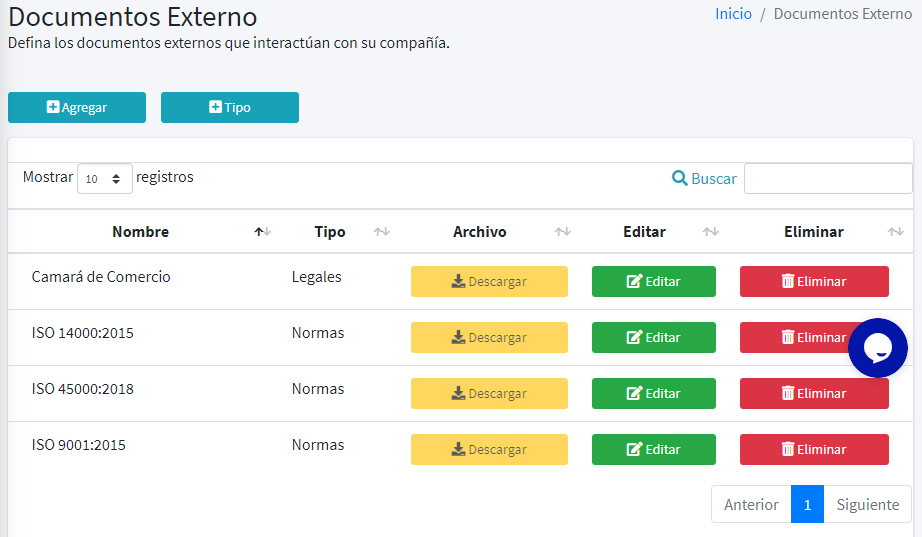 Documentos Externo
Inicio / Documentos Externo
Defina los documentos externos que interactúan con su compañía.
Agregar Tipo
Mostrar 10 registros Buscar
Nombre Tipo Archivo Editar Eliminar
Camará de Comercio Legales Descargar Editar Eliminar
ISO 14000:2015 Normas Descargar Editar Eliminar
ISO 45000:2018 Normas Descargar Editar Eliminar
ISO 9001:2015 Normas Descargar Editar Eliminar
Anterior 1 Siguiente